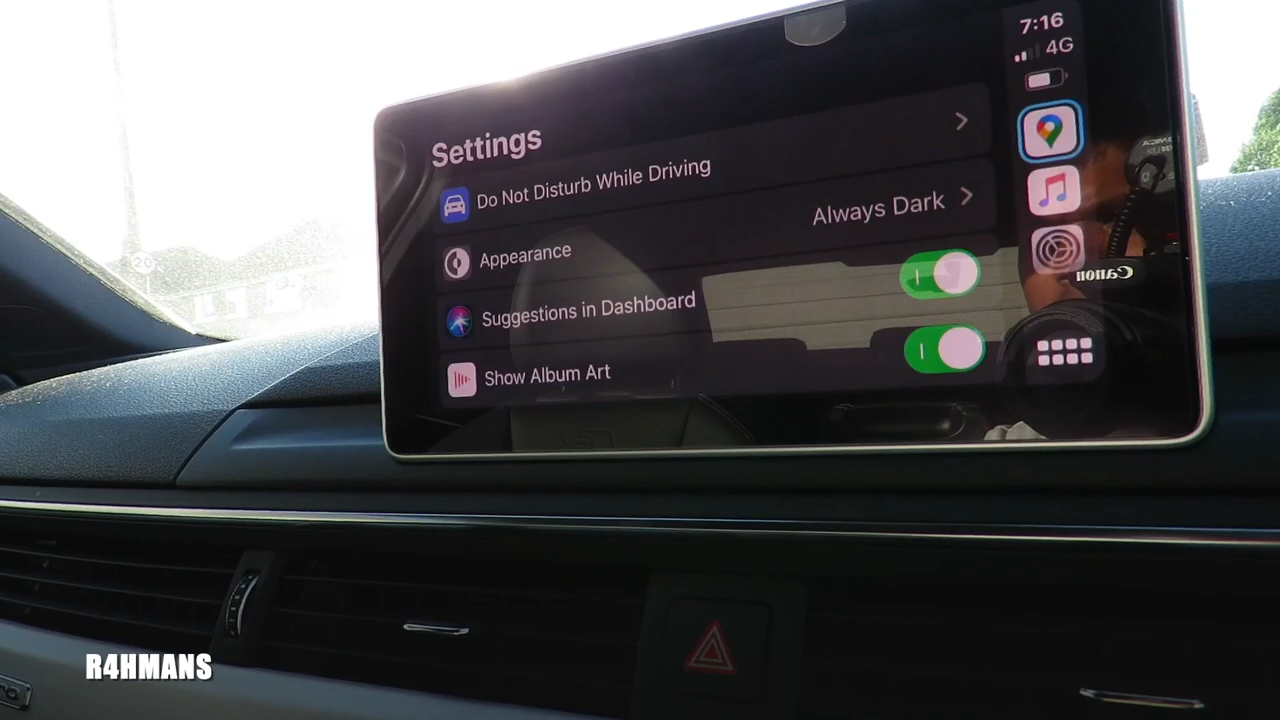 7:16
4G
Settings
Do Not Disturb While Driving
Appearance
Always Dark
Suggestions in Dashboard
Show Album Art
Canon
20
R4HMANS